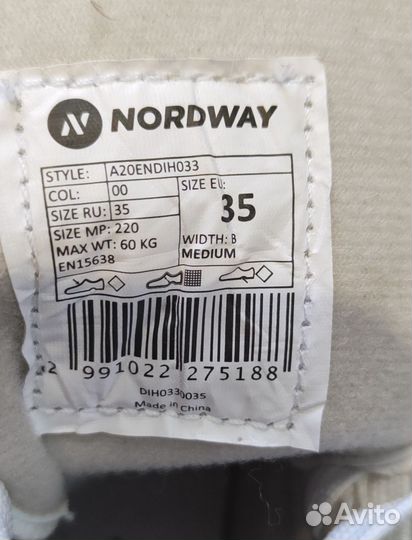 NORDWAY
STYLE: A20ENDIH033
COL: 00
SIZE RU: 35
SIZE MP: 220
MAX WT: 60 KG
EN15638
SIZE EU:
35
WIDTH: B
MEDIUM
2 991022 275188
DIH0330035
Made in China
Avito